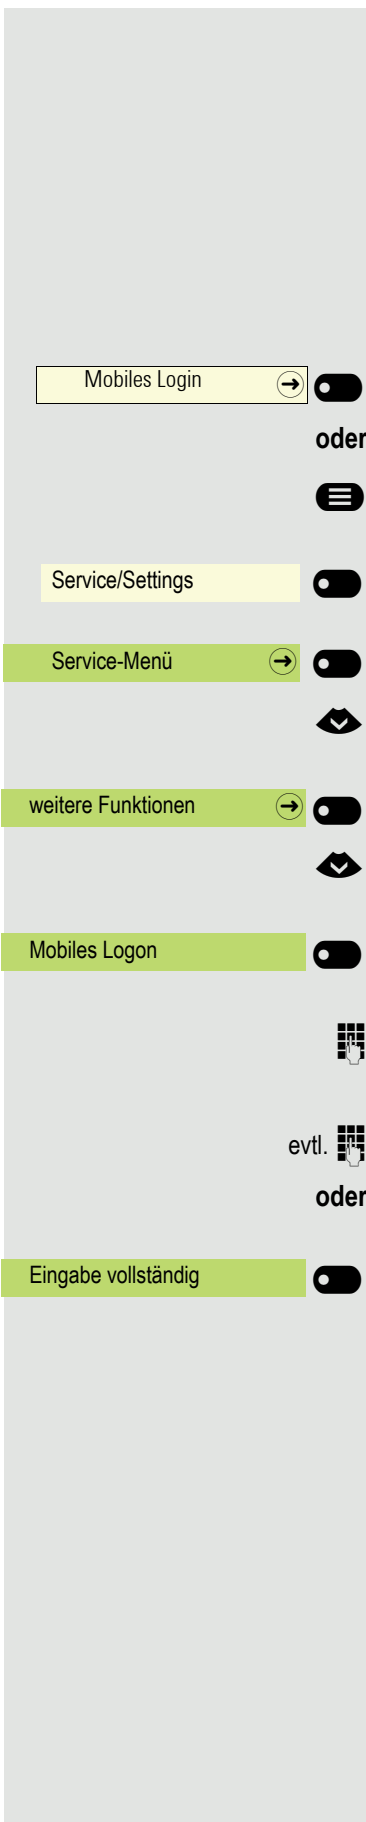 Mobiles Login
oder
Service/Settings
Service-Menü
weitere Funktionen
Mobiles Logon
evtl.
oder
Eingabe vollständig